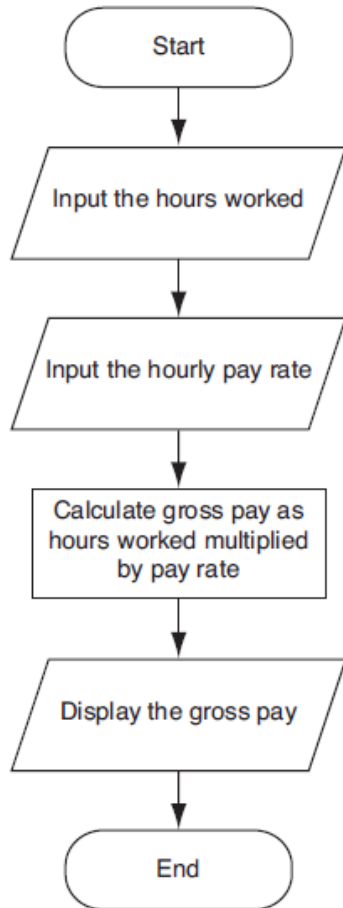 Start
Input the hours worked
Input the hourly pay rate
Calculate gross pay as
hours worked multiplied
by pay rate
Display the gross pay
End